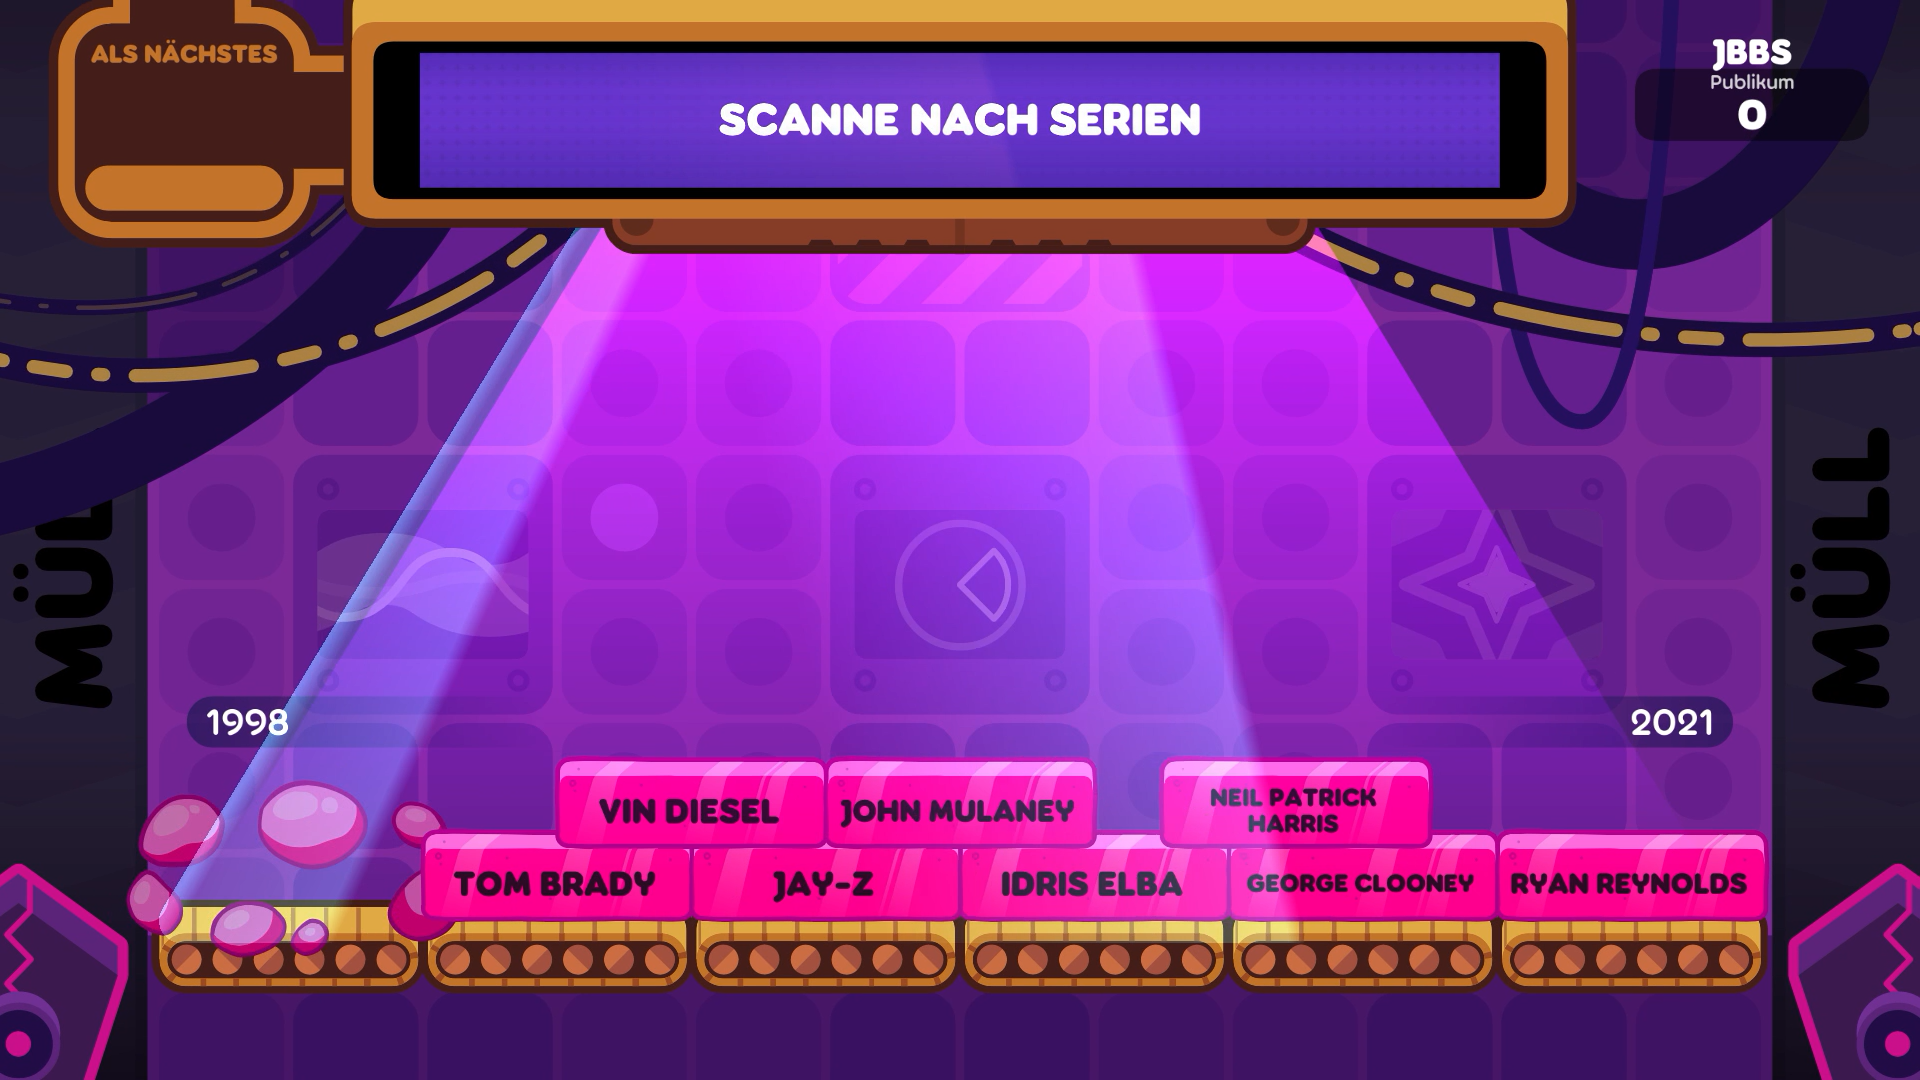 ALS NÄCHSTES
SCANNE NACH SERIEN
JBBS
Publikum
0
MÜLL
MÜLL
1998
2021
VIN DIESEL
JOHN MULANEY
NEIL PATRICK
HARRIS
TOM BRADY
JAY-Z
IDRIS ELBA
GEORGE CLOONEY
RYAN REYNOLDS